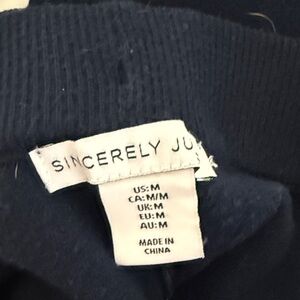 SINCERELY JU
US:M
CA:M/M
UK:M
EU:M
AU:M
MADE IN
CHINA